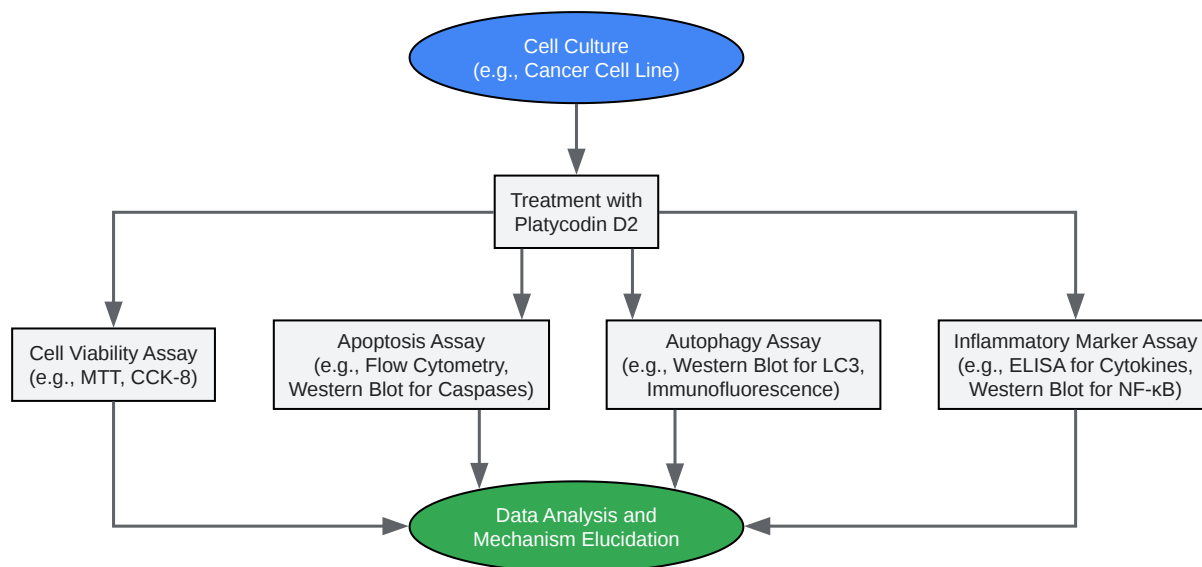 Cell Culture
(e.g., Cancer Cell Line)
Treatment with
Platycodin D2
Cell Viability Assay
(e.g., MTT, CCK-8)
Apoptosis Assay
(e.g., Flow Cytometry,
Western Blot for Caspases)
Autophagy Assay
(e.g., Western Blot for LC3,
Immunofluorescence)
Inflammatory Marker Assay
(e.g., ELISA for Cytokines,
Western Blot for NF-κB)
Data Analysis and
Mechanism Elucidation